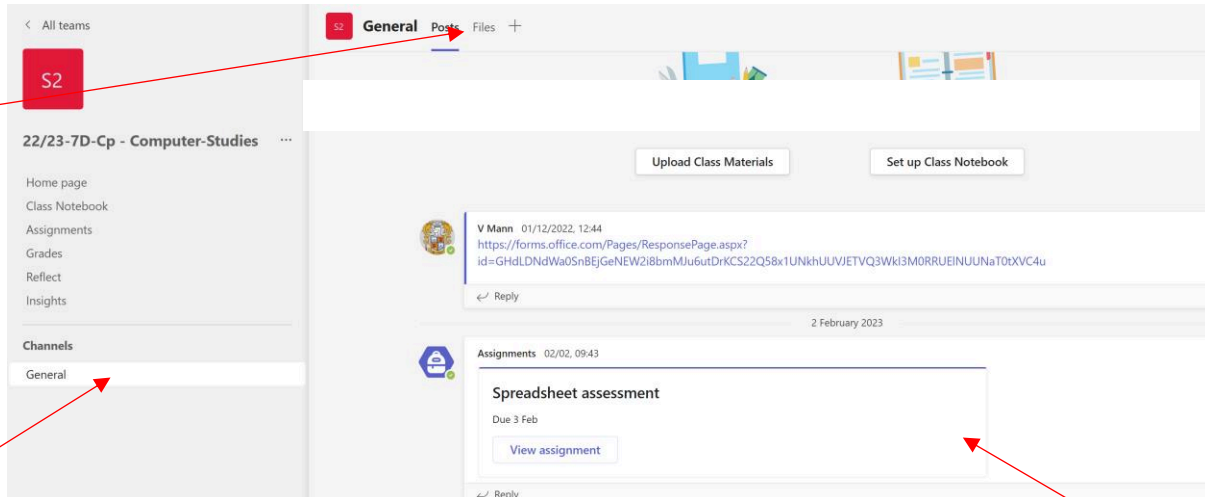 < All teams
S2
22/23-7D-Cp - Computer-Studies ...
Home page
Class Notebook
Assignments
Grades
Reflect
Insights
Channels
General
S2 General Posts Files +
Upload Class Materials Set up Class Notebook
V Mann 01/12/2022, 12:44
https://forms.office.com/Pages/ResponsePage.aspx?
id=GHdLDNdWa0SnBEjGeNEW2i8bmMJu6utDrKCS22Q58x1UNkhUUVJETVQ3WkI3M0RRUElNUUNaT0tXVC4u
Reply
2 February 2023
Assignments 02/02, 09:43
Spreadsheet assessment
Due 3 Feb
View assignment
Reply